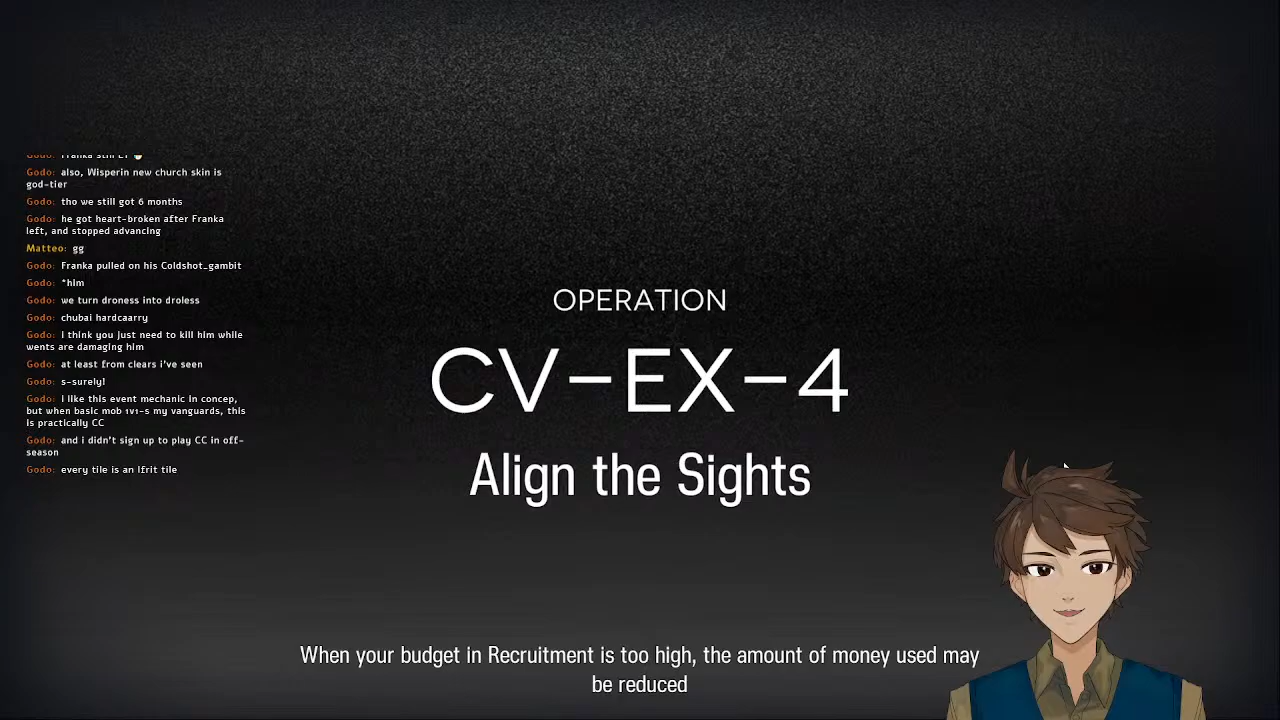 Godo: Franka still E1
Godo: also, Wisperin new church skin is
god-tier
Godo: tho we still got 6 months
Godo: he got heart-broken after Franka
left, and stopped advancing
Matteo: gg
Godo: Franka pulled on his Coldshot_gambit
Godo: *him
Godo: we turn droness into droless
Godo: chubai hardcaarry
Godo: i think you just need to kill him while
wents are damaging him
Godo: at least from clears i've seen
Godo: s-surely!
Godo: i like this event mechanic in concep,
but when basic mob 1v1-s my vanguards, this
is practically CC
Godo: and i didn't sign up to play CC in off-
season
Godo: every tile is an Ifrit tile
OPERATION
CV-EX-4
Align the Sights
When your budget in Recruitment is too high, the amount of money used may
be reduced